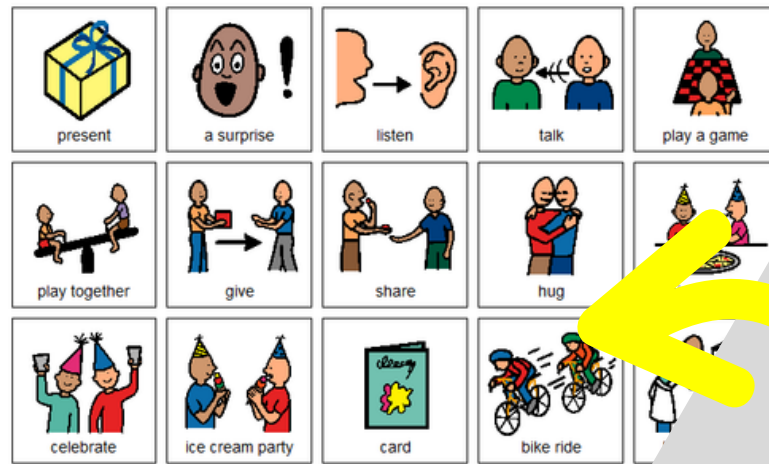 present
a surprise
listen
talk
play a game
play together
give
share
hug
celebrate
ice cream party
card
bike ride